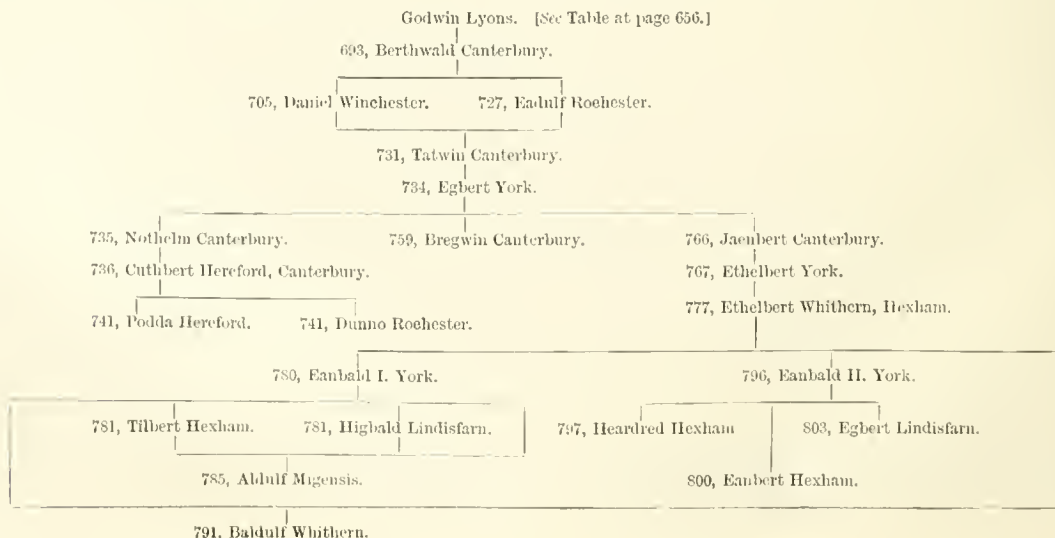 Godwin Lyons. [See Table at page 656.]
693, Berthwald Canterbury.
705, Daniel Winchester. 727, Eadulf Rochester.
731, Tatwin Canterbury.
734, Egbert York.
735, Nothelm Canterbury. 759, Bregwin Canterbury. 766, Jaenbert Canterbury.
736, Cuthbert Hereford, Canterbury. 767, Ethelbert York.
741, Podda Hereford. 741, Dunno Rochester. 777, Ethelbert Whithern, Hexham.
780, Eanbald I. York. 796, Eanbald II. York.
781, Tilbert Hexham. 781, Higbald Lindisfarn. 797, Heardred Hexham 803, Egbert Lindisfarn.
785, Aldulf Migensis. 800, Eanbert Hexham.
791, Baldulf Whithern.